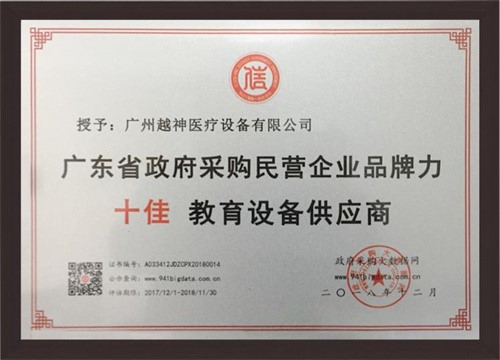 信
授予：广州越神医疗设备有限公司
广东省政府采购民营企业品牌力
十佳 教育设备供应商
证书编号：A033412JDZGPX20180014
公示查询：www.941bigdata.com.cn
评估期限：2017/12/1-2018/11/30
政府采购大数据网
www.941bigdata.com.cn
二〇一八年十二月